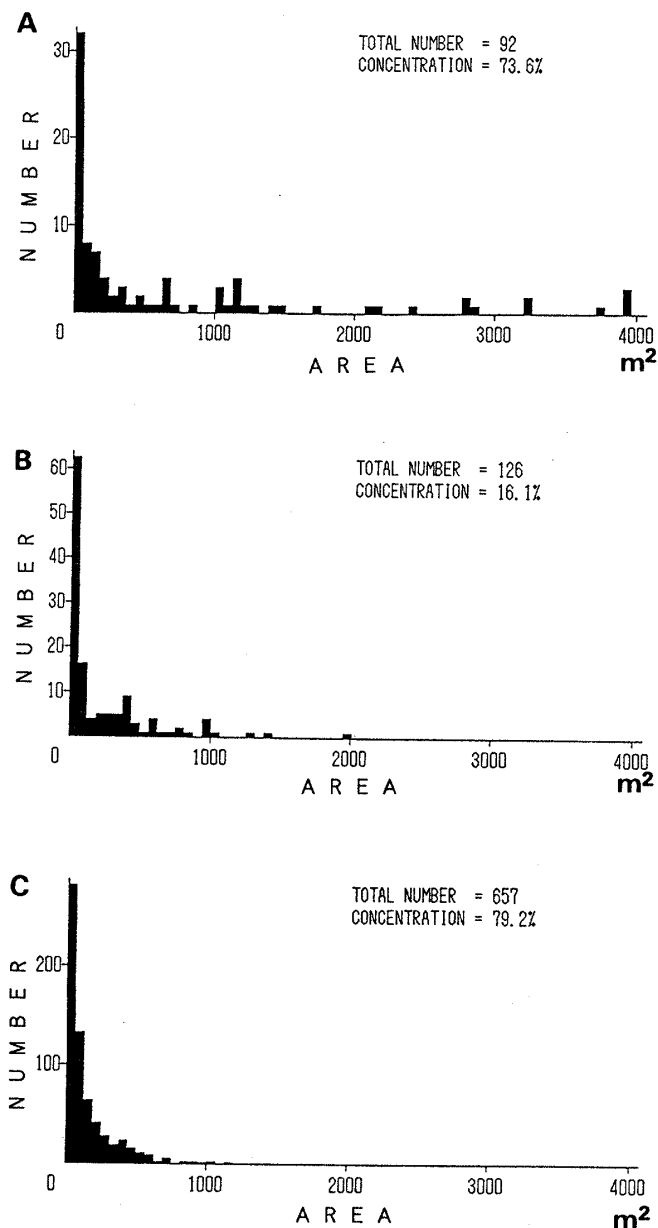 A
TOTAL NUMBER = 92
CONCENTRATION = 73.6%
30
20
10
NUMBER
0 1000 2000 3000 4000
AREA m²
B
TOTAL NUMBER = 126
CONCENTRATION = 16.1%
60
50
40
30
20
10
NUMBER
0 1000 2000 3000 4000
AREA m²
C
TOTAL NUMBER = 657
CONCENTRATION = 79.2%
200
100
NUMBER
0 1000 2000 3000 4000
AREA m²